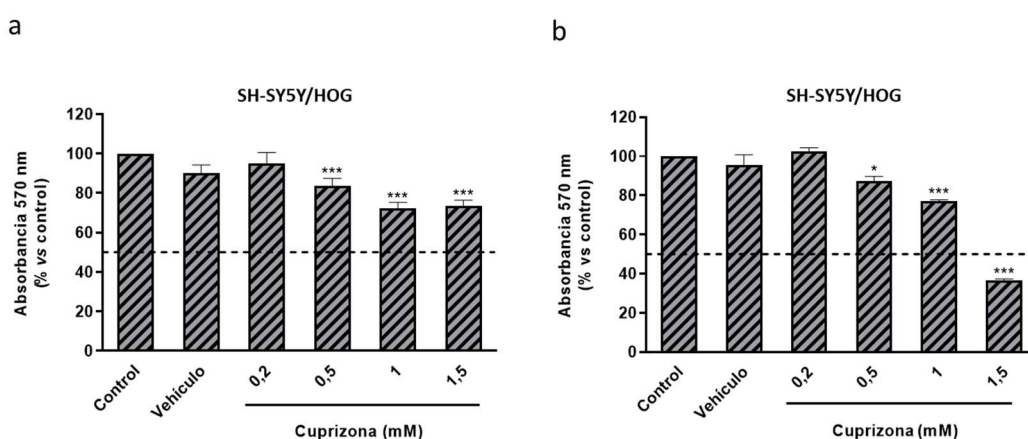 a
SH-SY5Y/HOG
Absorbancia 570 nm
(% vs control)
120
100
80
60
40
20
0
***
***
***
Control
Vehículo
0,2
0,5
1
1,5
Cuprizona (mM)
b
SH-SY5Y/HOG
Absorbancia 570 nm
(% vs control)
120
100
80
60
40
20
0
*
***
***
Control
Vehículo
0,2
0,5
1
1,5
Cuprizona (mM)